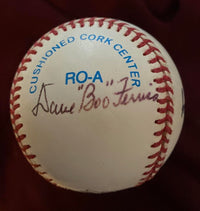 CUSHIONED CORK CENTER
RO-A
Dave "Boo" Ferriss